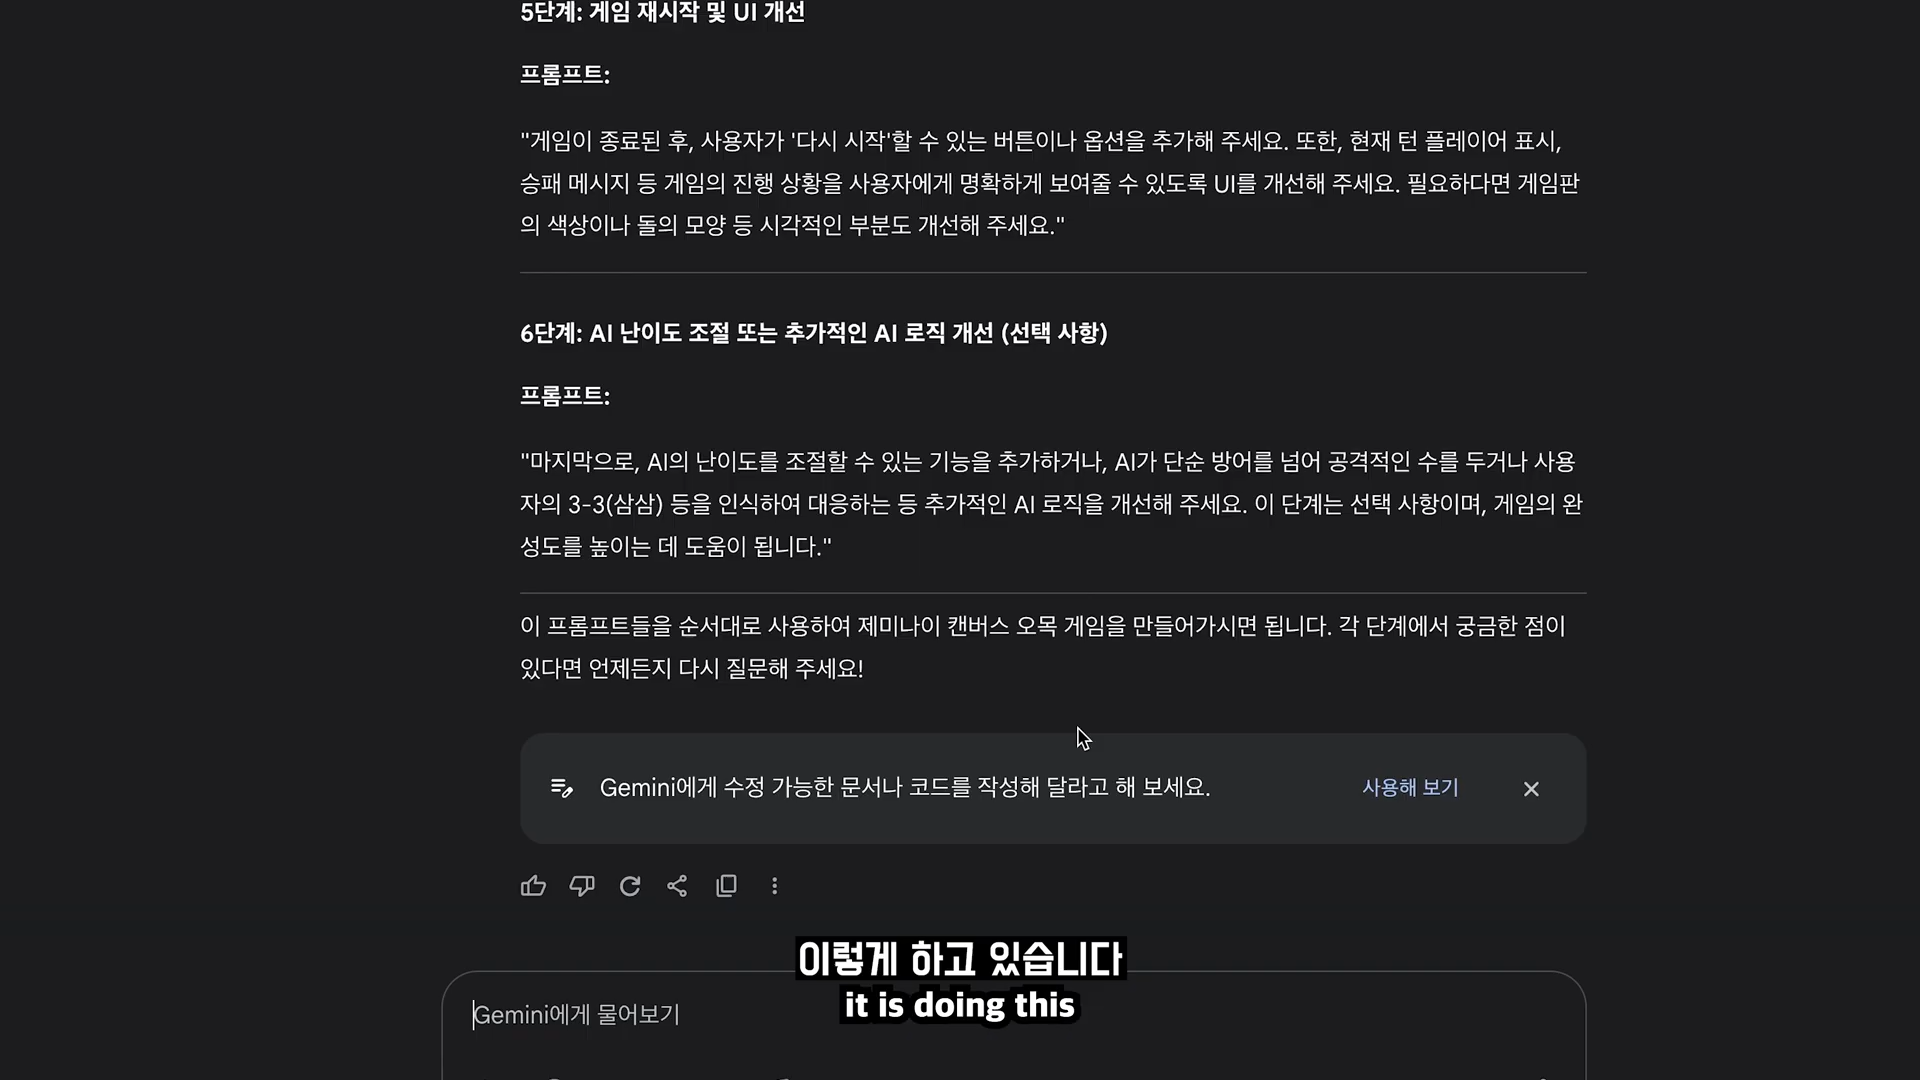 5단계: 게임 재시작 및 UI 개선
프롬프트:
"게임이 종료된 후, 사용자가 '다시 시작'할 수 있는 버튼이나 옵션을 추가해 주세요. 또한, 현재 턴 플레이어 표시,
승패 메시지 등 게임의 진행 상황을 사용자에게 명확하게 보여줄 수 있도록 UI를 개선해 주세요. 필요하다면 게임판
의 색상이나 돌의 모양 등 시각적인 부분도 개선해 주세요."
6단계: AI 난이도 조절 또는 추가적인 AI 로직 개선 (선택 사항)
프롬프트:
"마지막으로, AI의 난이도를 조절할 수 있는 기능을 추가하거나, AI가 단순 방어를 넘어 공격적인 수를 두거나 사용
자의 3-3(삼삼) 등을 인식하여 대응하는 등 추가적인 AI 로직을 개선해 주세요. 이 단계는 선택 사항이며, 게임의 완
성도를 높이는 데 도움이 됩니다."
이 프롬프트들을 순서대로 사용하여 제미나이 캔버스 오목 게임을 만들어가시면 됩니다. 각 단계에서 궁금한 점이
있다면 언제든지 다시 질문해 주세요!
Gemini에게 수정 가능한 문서나 코드를 작성해 달라고 해 보세요. 사용해 보기
이렇게 하고 있습니다
it is doing this
Gemini에게 물어보기